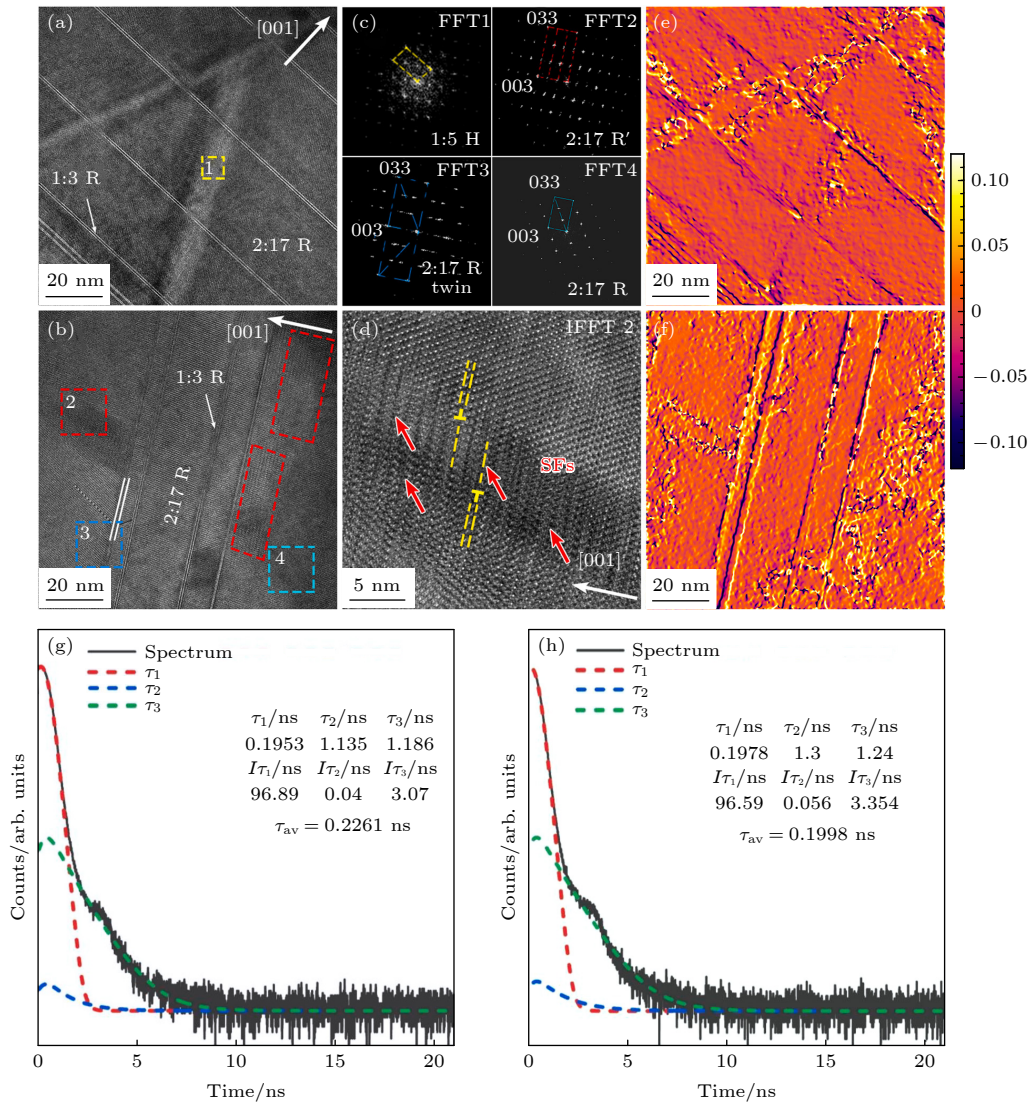 (a)
[001]
1
1:3 R
2:17 R
20 nm
(b)
[001]
1:3 R
2
2:17 R
3
4
20 nm
(c)
FFT1
1:5 H
FFT2
033
003
2:17 R′
FFT3
033
003
2:17 R
twin
FFT4
033
003
2:17 R
(d)
IFFT 2
SFs
[001]
5 nm
(e)
20 nm
(f)
20 nm
0.10
0.05
0
−0.05
−0.10
(g)
Spectrum
τ1
τ2
τ3
τ1/ns τ2/ns τ3/ns
0.1953 1.135 1.186
Iτ1/ns Iτ2/ns Iτ3/ns
96.89 0.04 3.07
τav = 0.2261 ns
Counts/arb. units
0 5 10 15 20
Time/ns
(h)
Spectrum
τ1
τ2
τ3
τ1/ns τ2/ns τ3/ns
0.1978 1.3 1.24
Iτ1/ns Iτ2/ns Iτ3/ns
96.59 0.056 3.354
τav = 0.1998 ns
Counts/arb. units
0 5 10 15 20
Time/ns